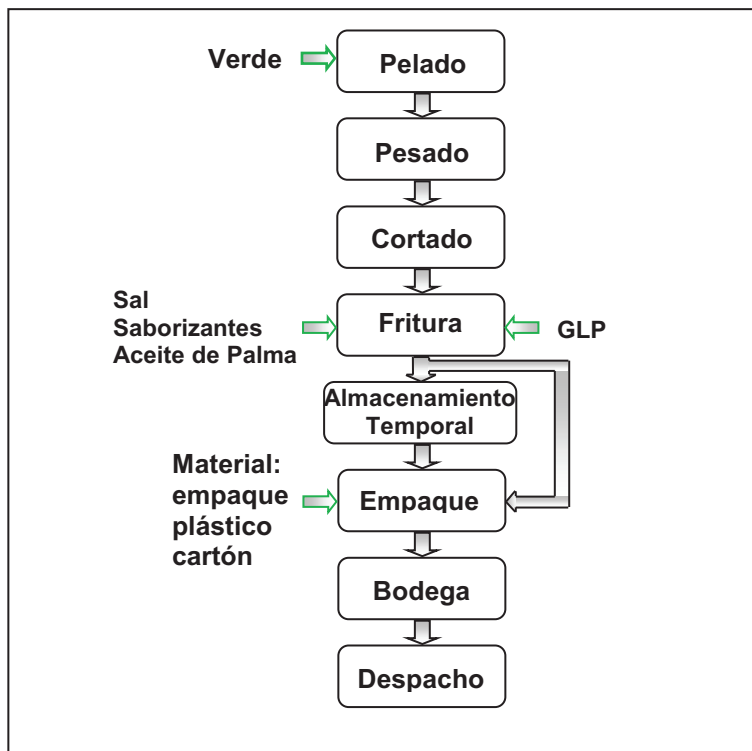 Verde
Pelado
Pesado
Cortado
Sal
Saborizantes
Aceite de Palma
Fritura
GLP
Almacenamiento
Temporal
Material:
empaque
plástico
cartón
Empaque
Bodega
Despacho